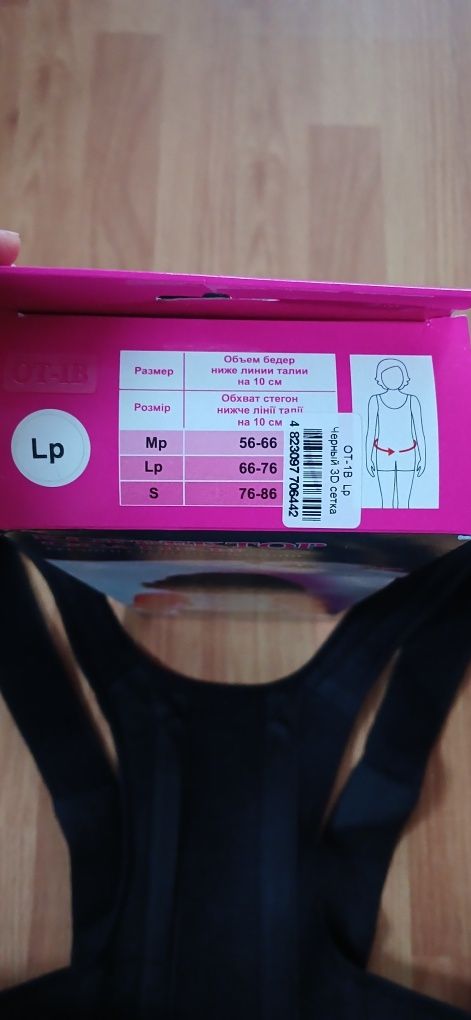 ОТ-1В
Lp
Размер
Объем бедер
ниже линии талии
на 10 см
Розмір
Обхват стегон
нижче лінії талії
на 10 см
Mp 56-66
Lp 66-76
S 76-86
ОТ-1В Lp
Черный 3D сетка
4 823097 706442